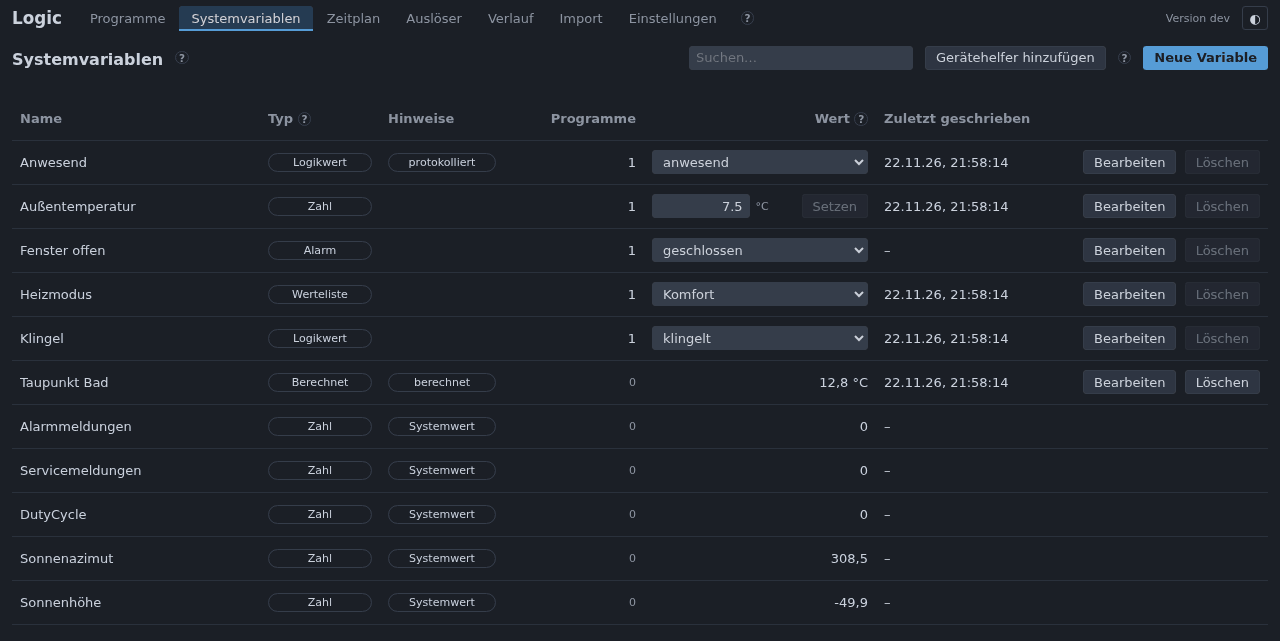 Logic Programme Systemvariablen Zeitplan Auslöser Verlauf Import Einstellungen ? Version dev
Systemvariablen ? Suchen... Gerätehelfer hinzufügen ? Neue Variable
Name Typ ? Hinweise Programme Wert ? Zuletzt geschrieben
Anwesend Logikwert protokolliert 1 anwesend 22.11.26, 21:58:14 Bearbeiten Löschen
Außentemperatur Zahl 1 7.5 °C Setzen 22.11.26, 21:58:14 Bearbeiten Löschen
Fenster offen Alarm 1 geschlossen – Bearbeiten Löschen
Heizmodus Werteliste 1 Komfort 22.11.26, 21:58:14 Bearbeiten Löschen
Klingel Logikwert 1 klingelt 22.11.26, 21:58:14 Bearbeiten Löschen
Taupunkt Bad Berechnet berechnet 0 12,8 °C 22.11.26, 21:58:14 Bearbeiten Löschen
Alarmmeldungen Zahl Systemwert 0 0 –
Servicemeldungen Zahl Systemwert 0 0 –
DutyCycle Zahl Systemwert 0 0 –
Sonnenazimut Zahl Systemwert 0 308,5 –
Sonnenhöhe Zahl Systemwert 0 -49,9 –